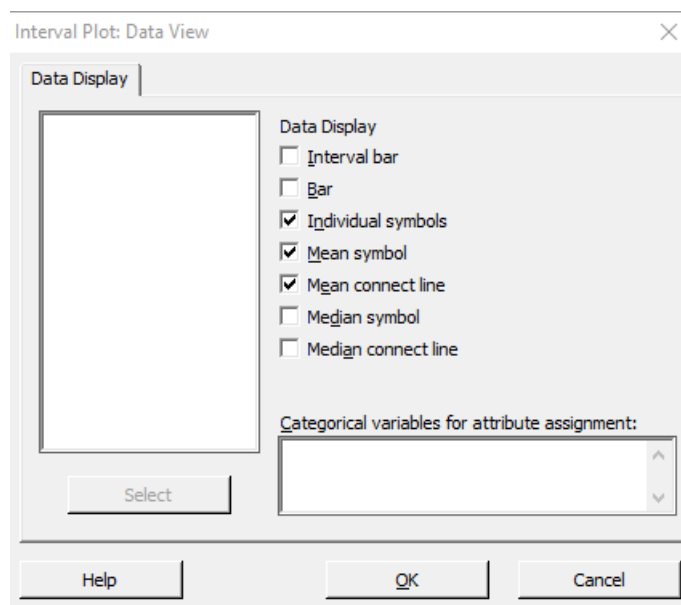 Interval Plot: Data View
Data Display
Data Display
Interval bar
Bar
Individual symbols
Mean symbol
Mean connect line
Median symbol
Median connect line
Categorical variables for attribute assignment:
Select
Help
OK
Cancel